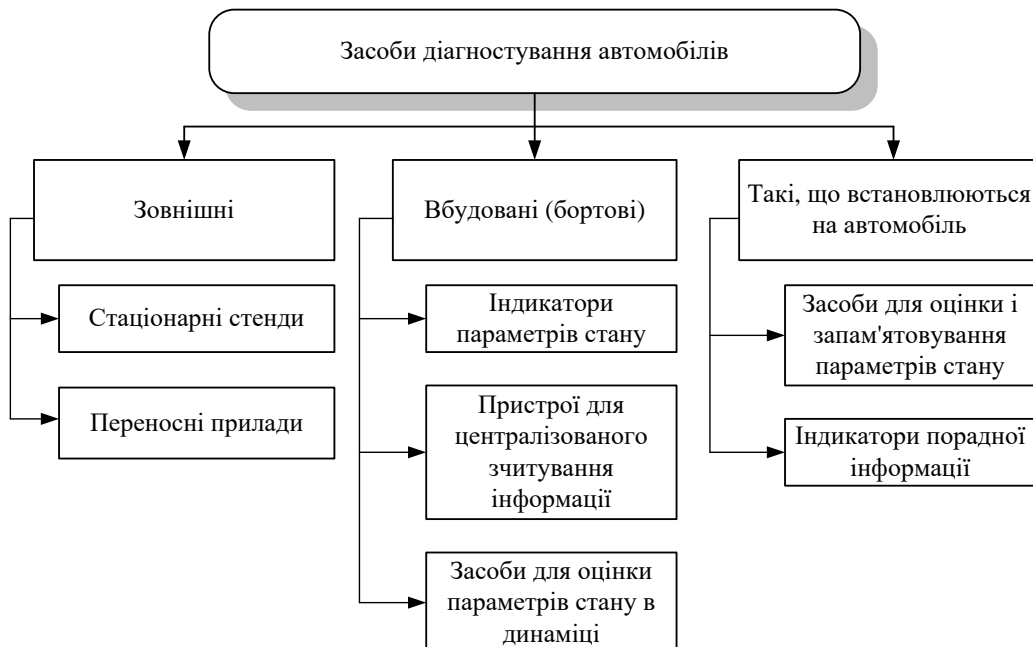 Засоби діагностування автомобілів
Зовнішні
Вбудовані (бортові)
Такі, що встановлюються
на автомобіль
Стаціонарні стенди
Переносні прилади
Індикатори
параметрів стану
Пристрої для
централізованого
зчитування
інформації
Засоби для оцінки
параметрів стану в
динаміці
Засоби для оцінки і
запам'ятовування
параметрів стану
Індикатори порадної
інформації